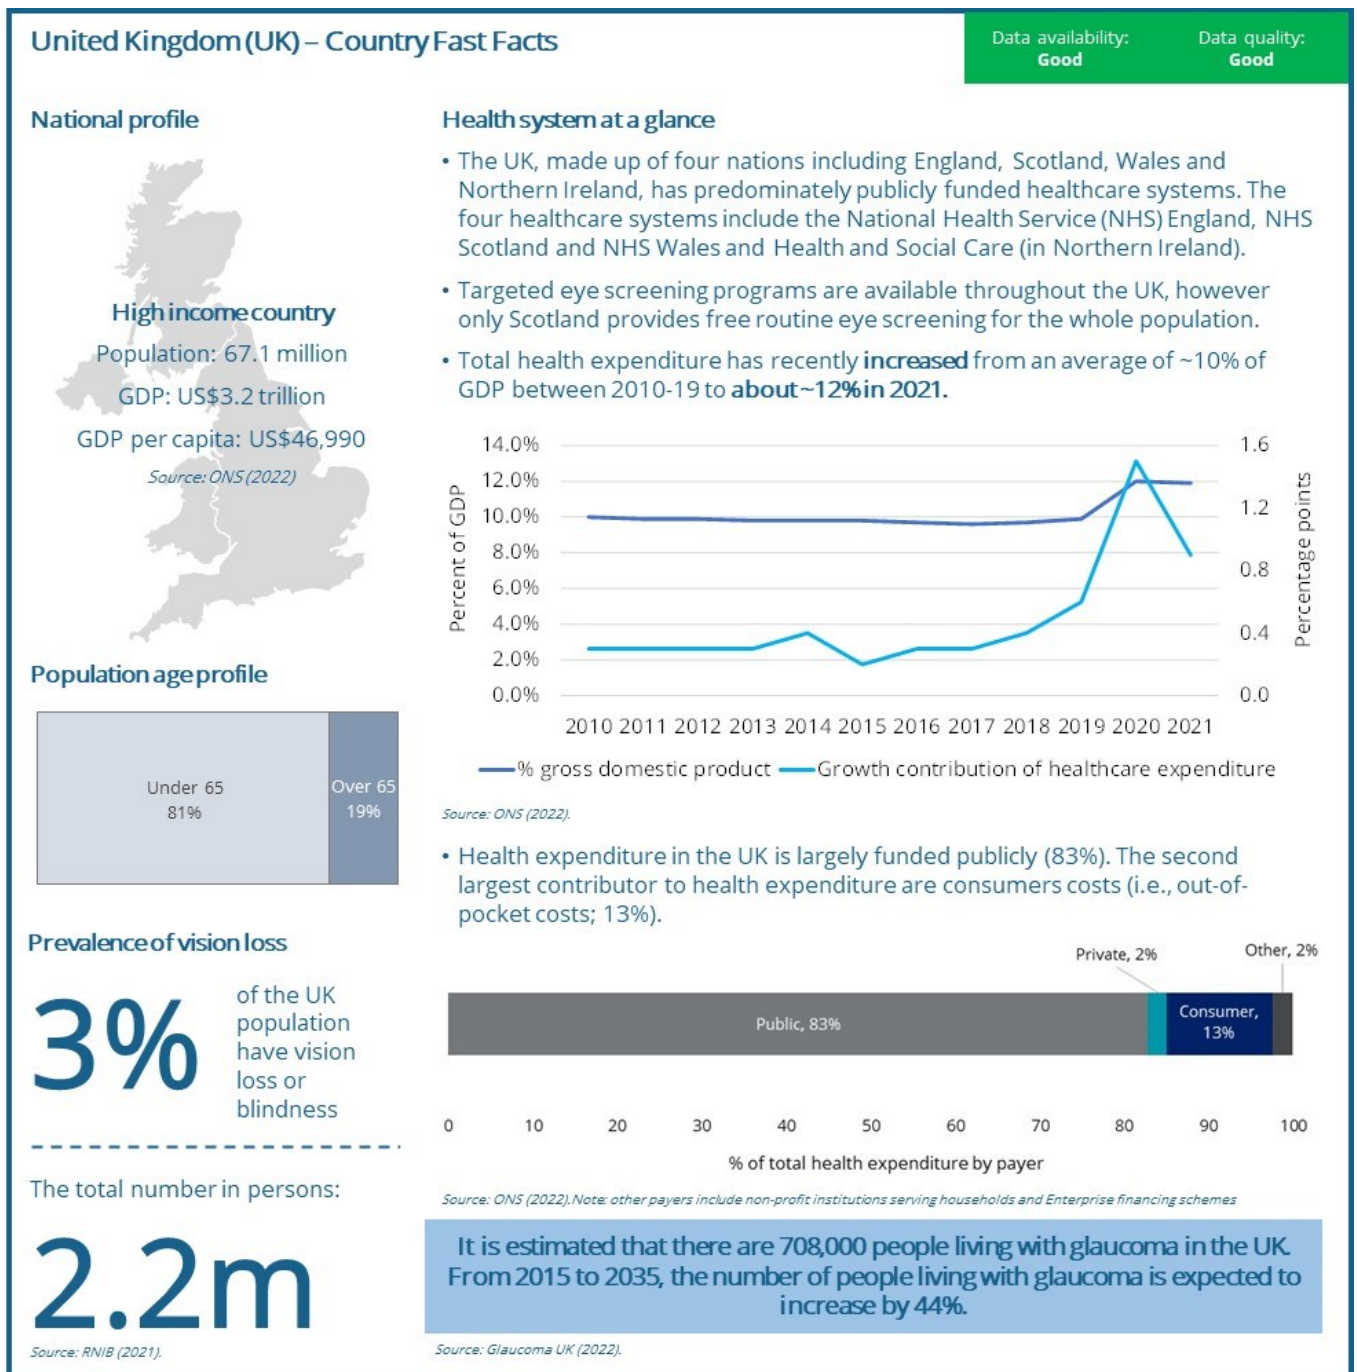 United Kingdom (UK) – Country Fast Facts
Data availability:
Good
Data quality:
Good
National profile
High income country
Population: 67.1 million
GDP: US$3.2 trillion
GDP per capita: US$46,990
Source: ONS (2022)
Population age profile
Under 65
81%
Over 65
19%
Prevalence of vision loss
3%
of the UK
population
have vision
loss or
blindness
The total number in persons:
2.2m
Source: RNIB (2021).
Health system at a glance
• The UK, made up of four nations including England, Scotland, Wales and
Northern Ireland, has predominately publicly funded healthcare systems. The
four healthcare systems include the National Health Service (NHS) England, NHS
Scotland and NHS Wales and Health and Social Care (in Northern Ireland).
• Targeted eye screening programs are available throughout the UK, however
only Scotland provides free routine eye screening for the whole population.
• Total health expenditure has recently increased from an average of ~10% of
GDP between 2010-19 to about ~12% in 2021.
Percent of GDP
14.0%
12.0%
10.0%
8.0%
6.0%
4.0%
2.0%
0.0%
1.6
1.2
0.8
0.4
0.0
Percentage points
2010 2011 2012 2013 2014 2015 2016 2017 2018 2019 2020 2021
% gross domestic product Growth contribution of healthcare expenditure
Source: ONS (2022).
• Health expenditure in the UK is largely funded publicly (83%). The second
largest contributor to health expenditure are consumers costs (i.e., out-of-
pocket costs; 13%).
Private, 2%
Other, 2%
Public, 83%
Consumer,
13%
0 10 20 30 40 50 60 70 80 90 100
% of total health expenditure by payer
Source: ONS (2022). Note: other payers include non-profit institutions serving households and Enterprise financing schemes
It is estimated that there are 708,000 people living with glaucoma in the UK.
From 2015 to 2035, the number of people living with glaucoma is expected to
increase by 44%.
Source: Glaucoma UK (2022).